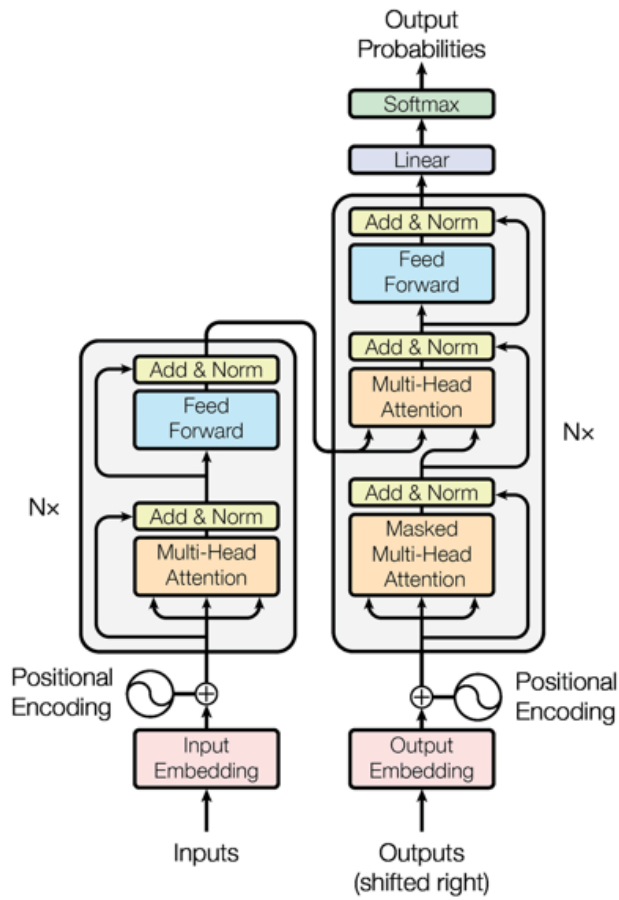 Output
Probabilities
Softmax
Linear
Add & Norm
Feed
Forward
Add & Norm
Multi-Head
Attention
Add & Norm
Masked
Multi-Head
Attention
Nx
Positional
Encoding
Output
Embedding
Outputs
(shifted right)
Add & Norm
Feed
Forward
Add & Norm
Multi-Head
Attention
Nx
Positional
Encoding
Input
Embedding
Inputs